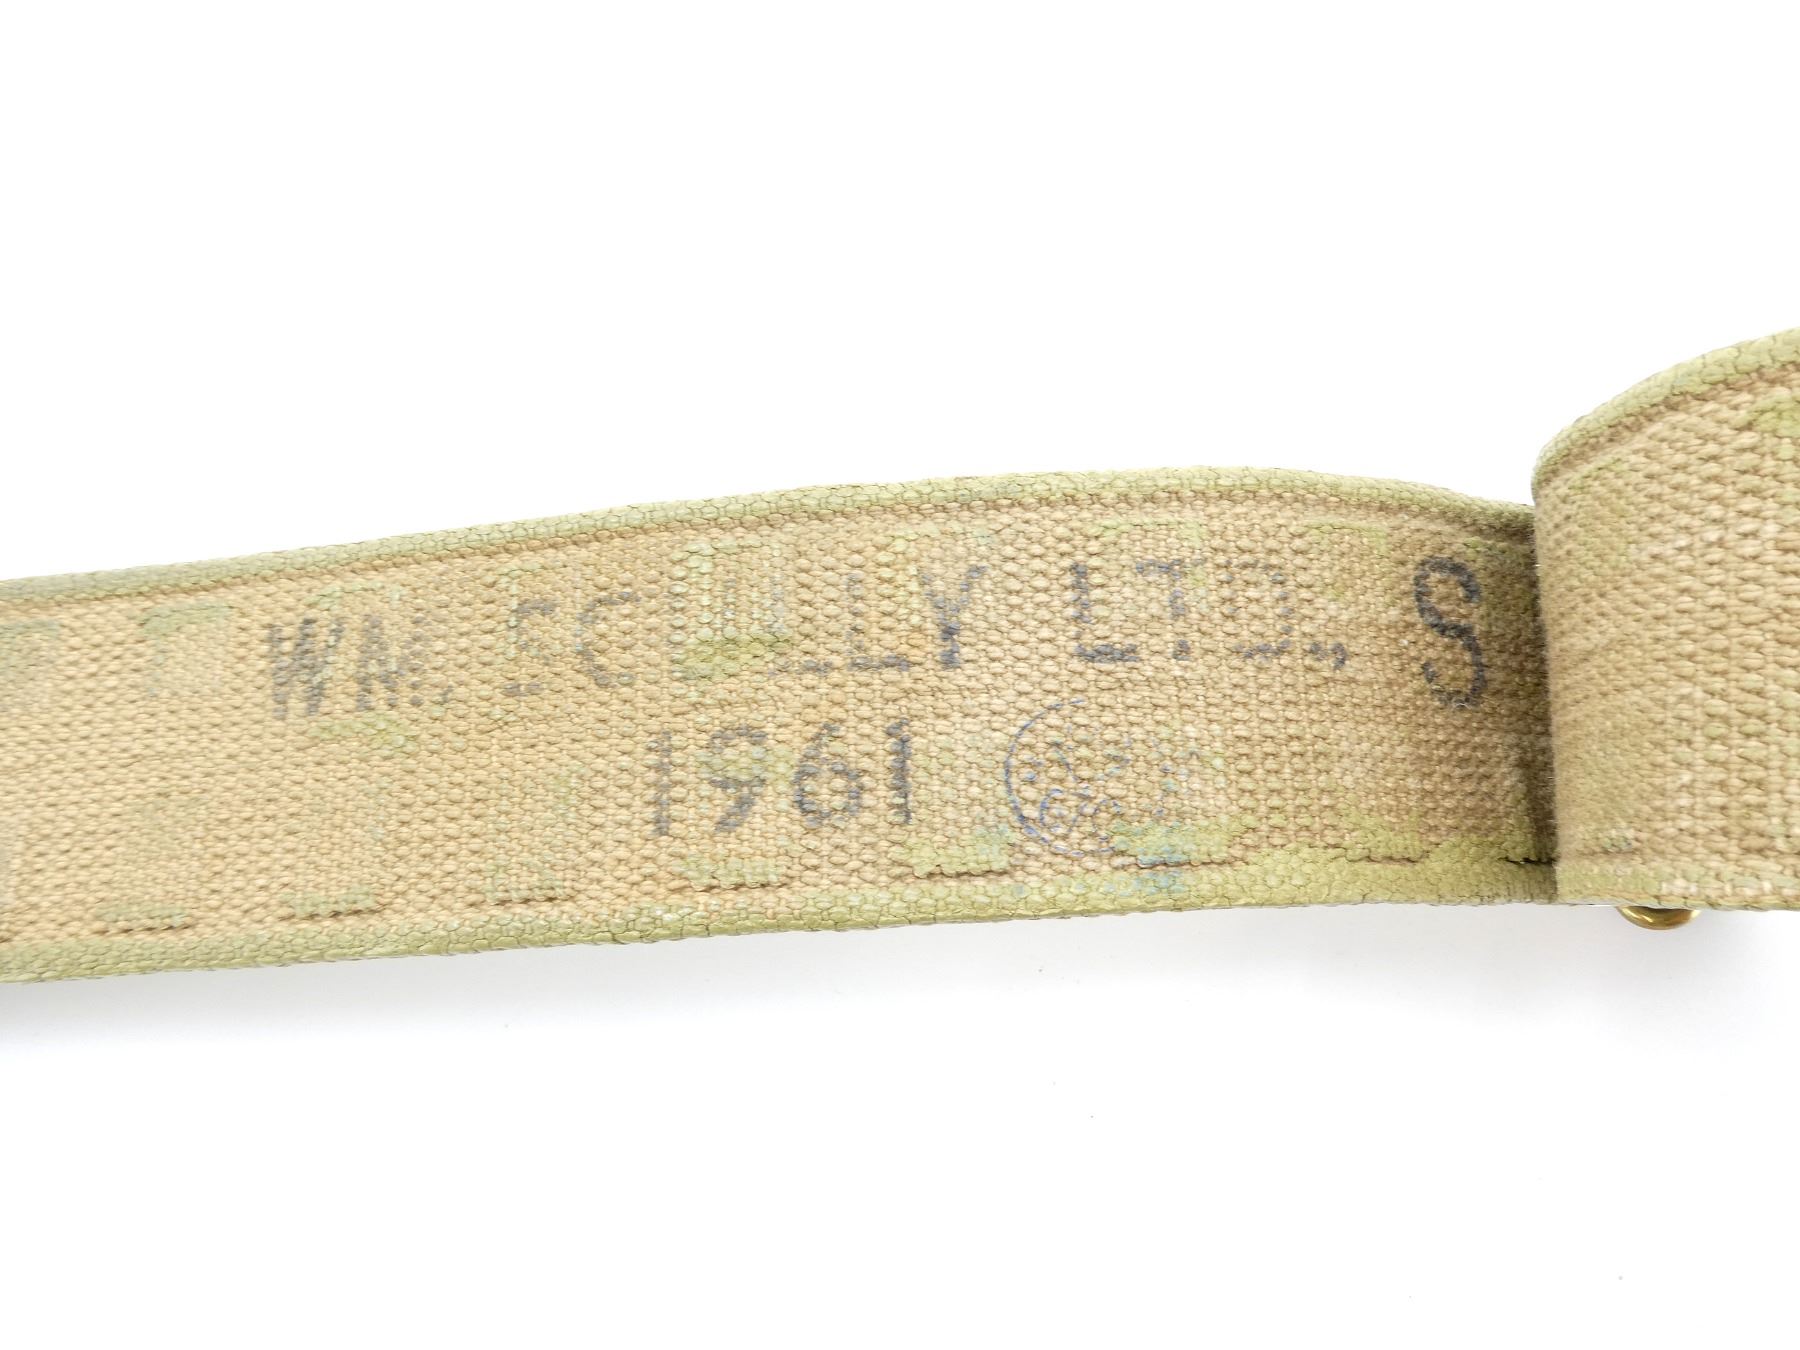 WM. SCULLY LTD., S
1961